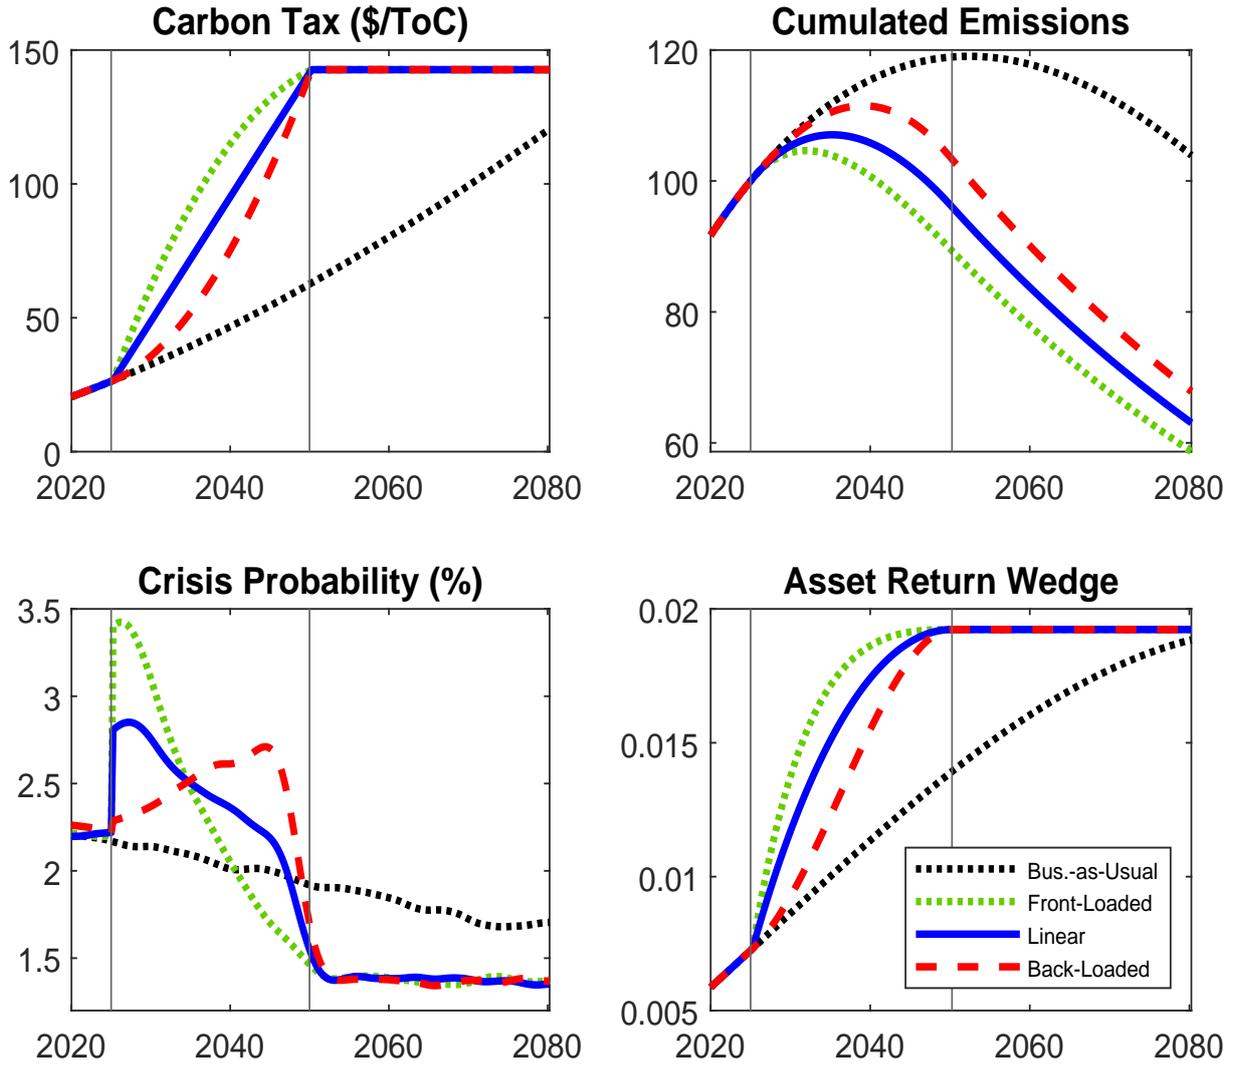 Carbon Tax ($/ToC)
150
100
50
0
2020 2040 2060 2080
Cumulated Emissions
120
100
80
60
2020 2040 2060 2080
Crisis Probability (%)
3.5
3
2.5
2
1.5
2020 2040 2060 2080
Asset Return Wedge
0.02
0.015
0.01
0.005
2020 2040 2060 2080
Bus.-as-Usual
Front-Loaded
Linear
Back-Loaded